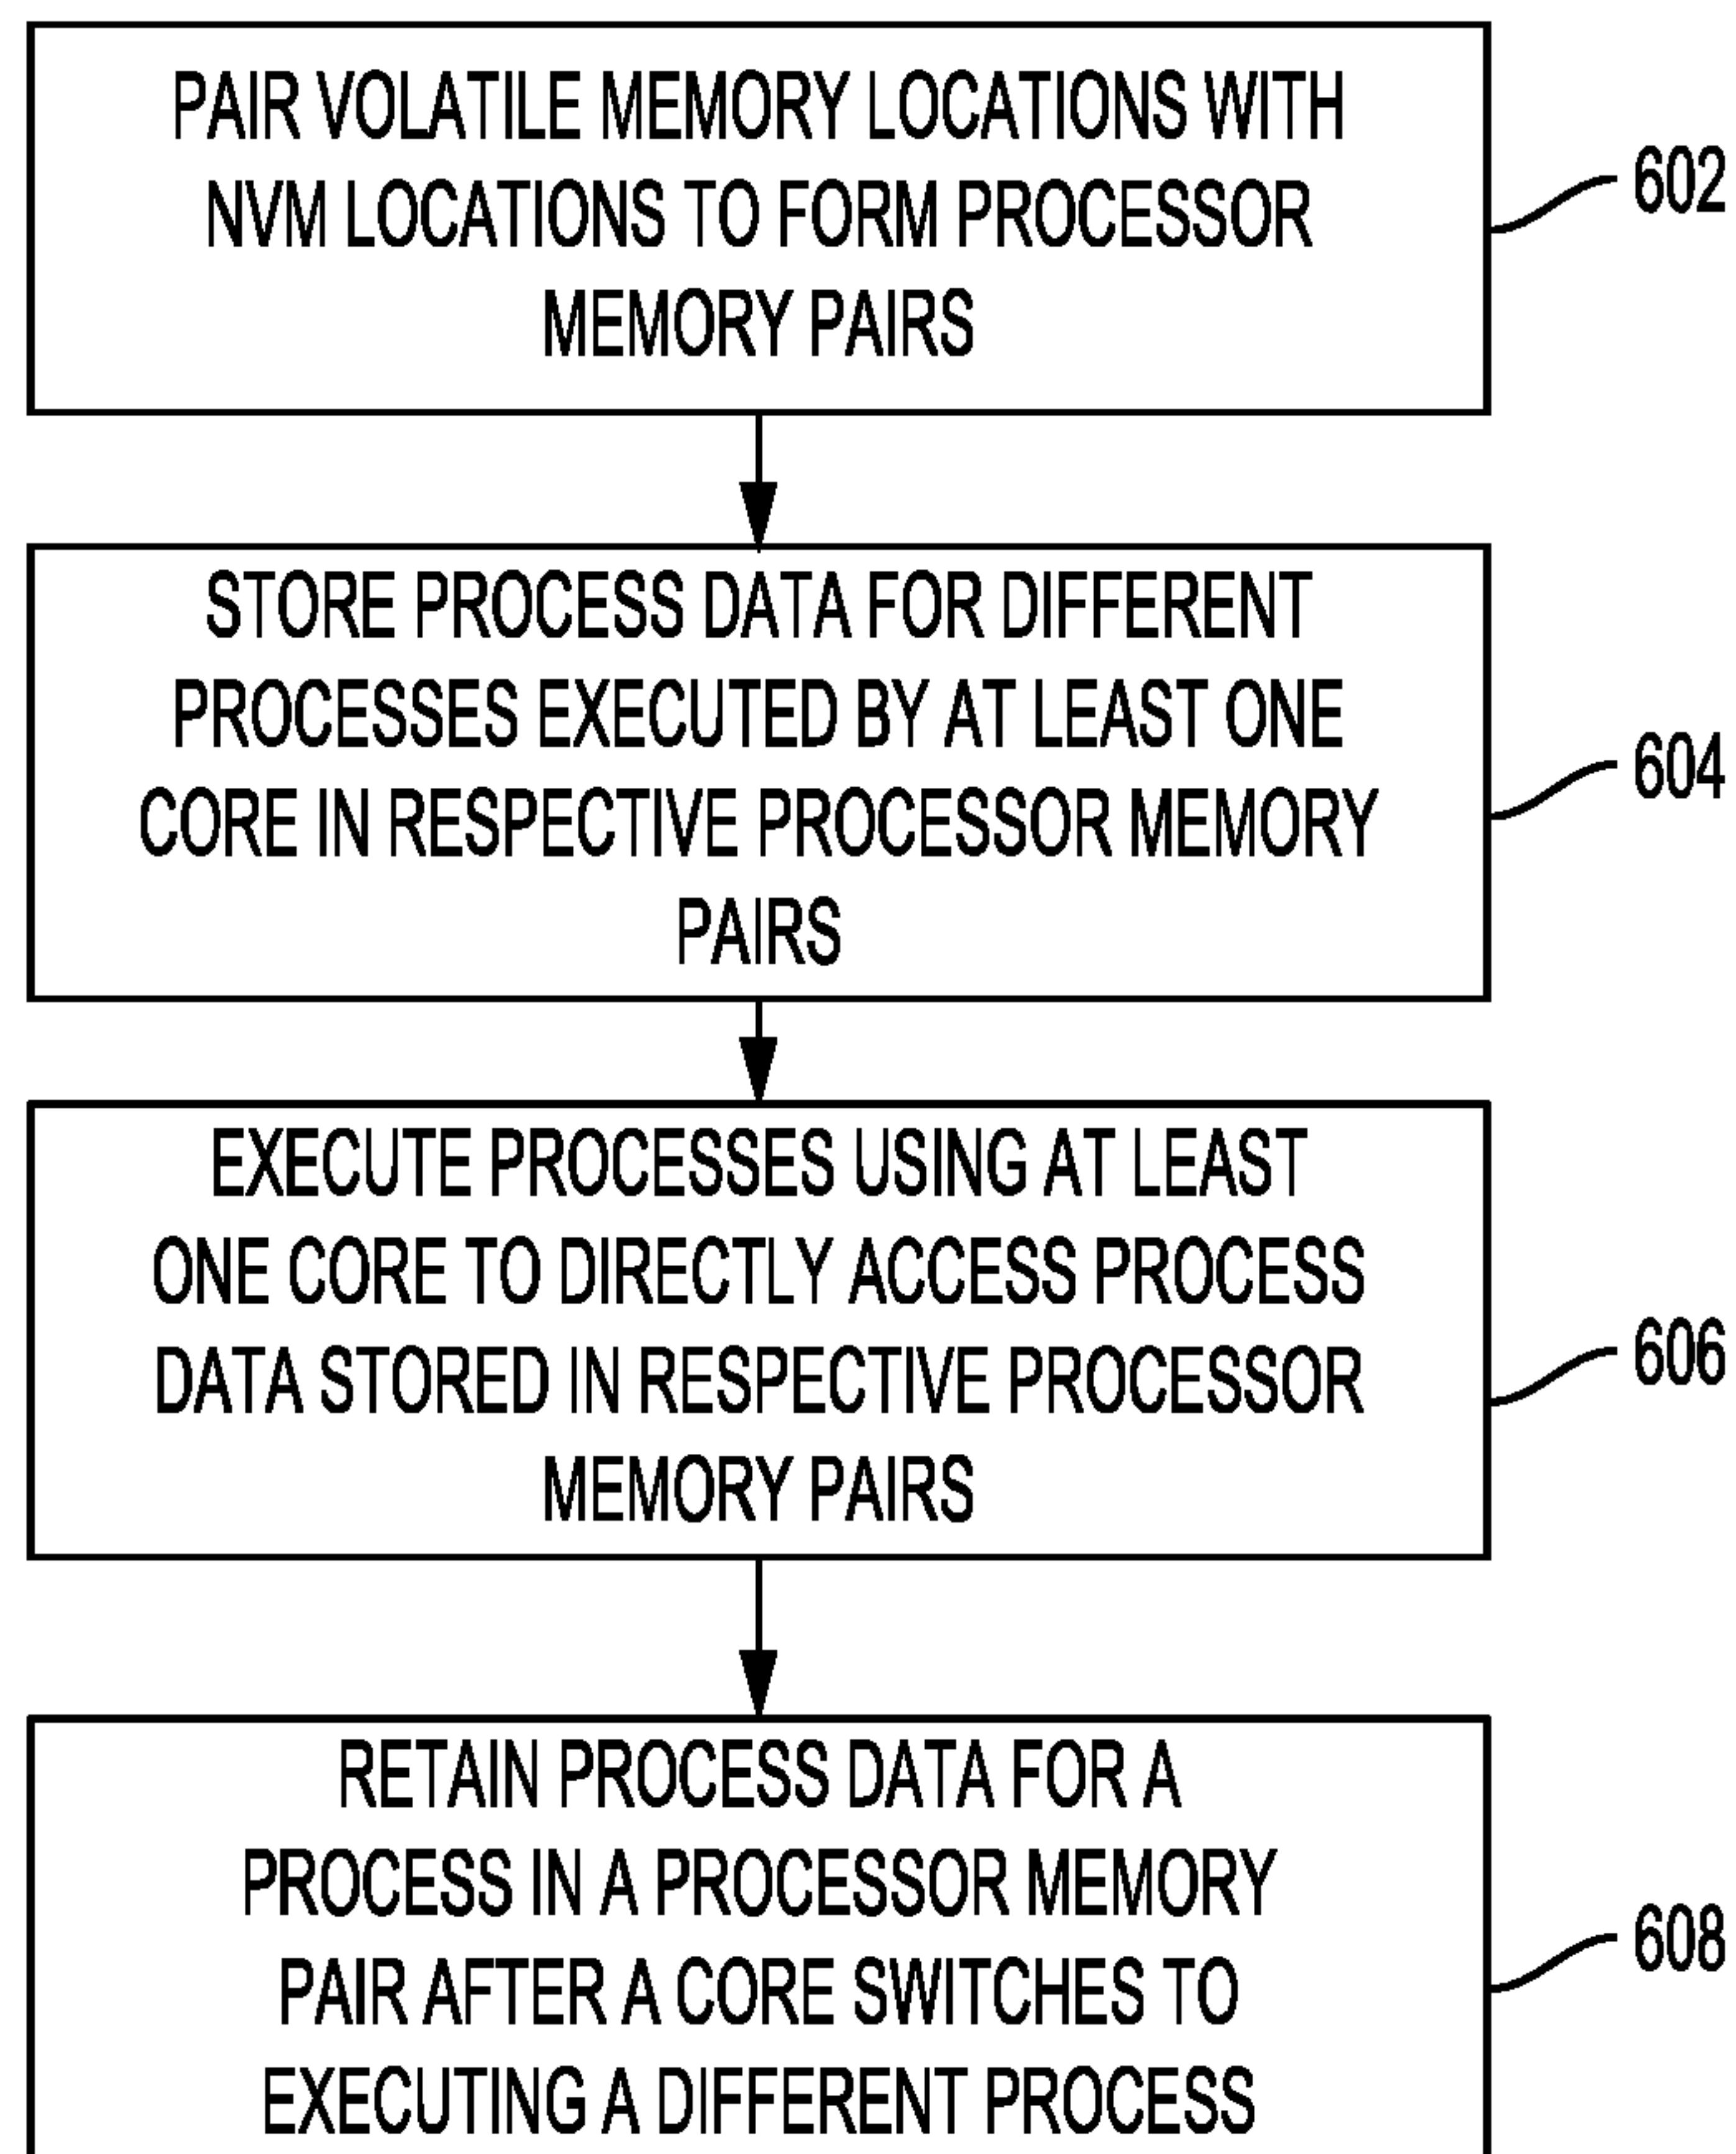 PAIR VOLATILE MEMORY LOCATIONS WITH
NVM LOCATIONS TO FORM PROCESSOR
MEMORY PAIRS
602
STORE PROCESS DATA FOR DIFFERENT
PROCESSES EXECUTED BY AT LEAST ONE
CORE IN RESPECTIVE PROCESSOR MEMORY
PAIRS
604
EXECUTE PROCESSES USING AT LEAST
ONE CORE TO DIRECTLY ACCESS PROCESS
DATA STORED IN RESPECTIVE PROCESSOR
MEMORY PAIRS
606
RETAIN PROCESS DATA FOR A
PROCESS IN A PROCESSOR MEMORY
PAIR AFTER A CORE SWITCHES TO
EXECUTING A DIFFERENT PROCESS
608